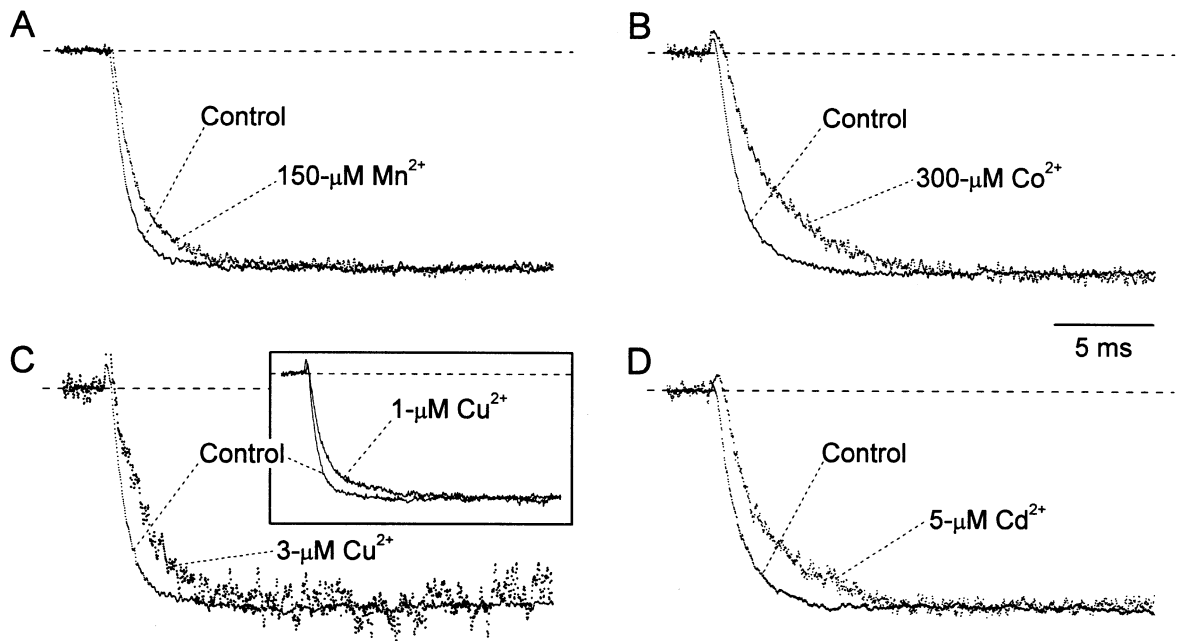 A
Control
150-μM Mn²⁺
B
Control
300-μM Co²⁺
5 ms
C
1-μM Cu²⁺
Control
3-μM Cu²⁺
D
Control
5-μM Cd²⁺